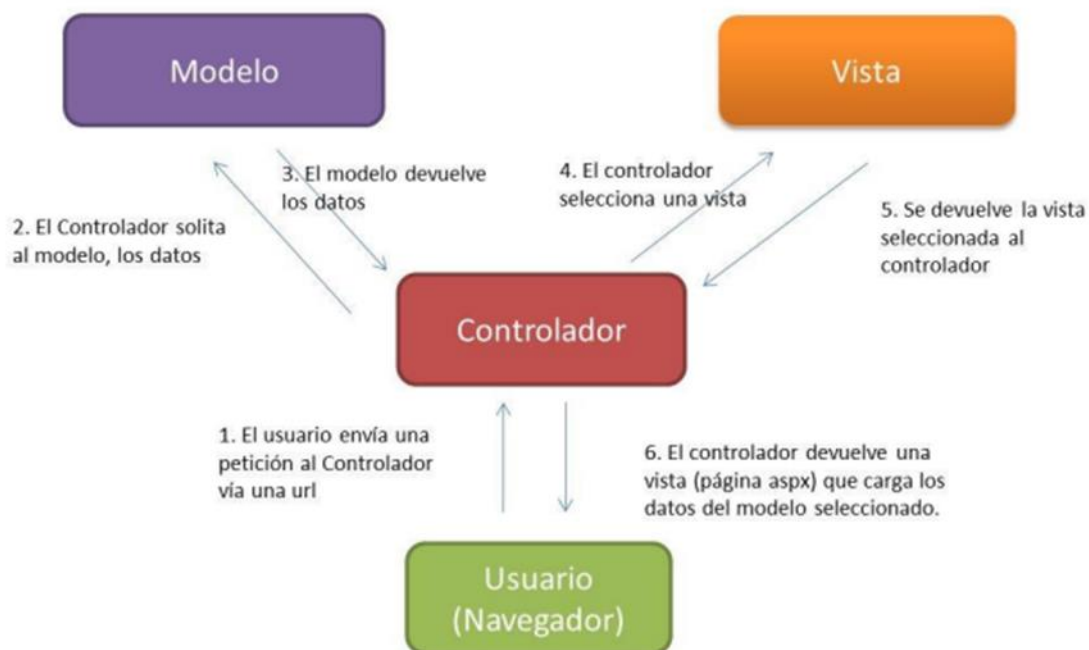 Modelo
Vista
3. El modelo devuelve
los datos
4. El controlador
selecciona una vista
2. El Controlador solita
al modelo, los datos
5. Se devuelve la vista
seleccionada al
controlador
Controlador
1. El usuario envía una
petición al Controlador
vía una url
6. El controlador devuelve una
vista (página aspx) que carga los
datos del modelo seleccionado.
Usuario
(Navegador)